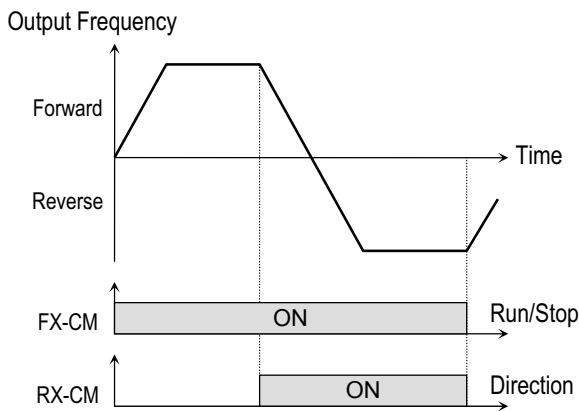 Output Frequency
Forward
Time
Reverse
FX-CM
ON
Run/Stop
RX-CM
ON
Direction